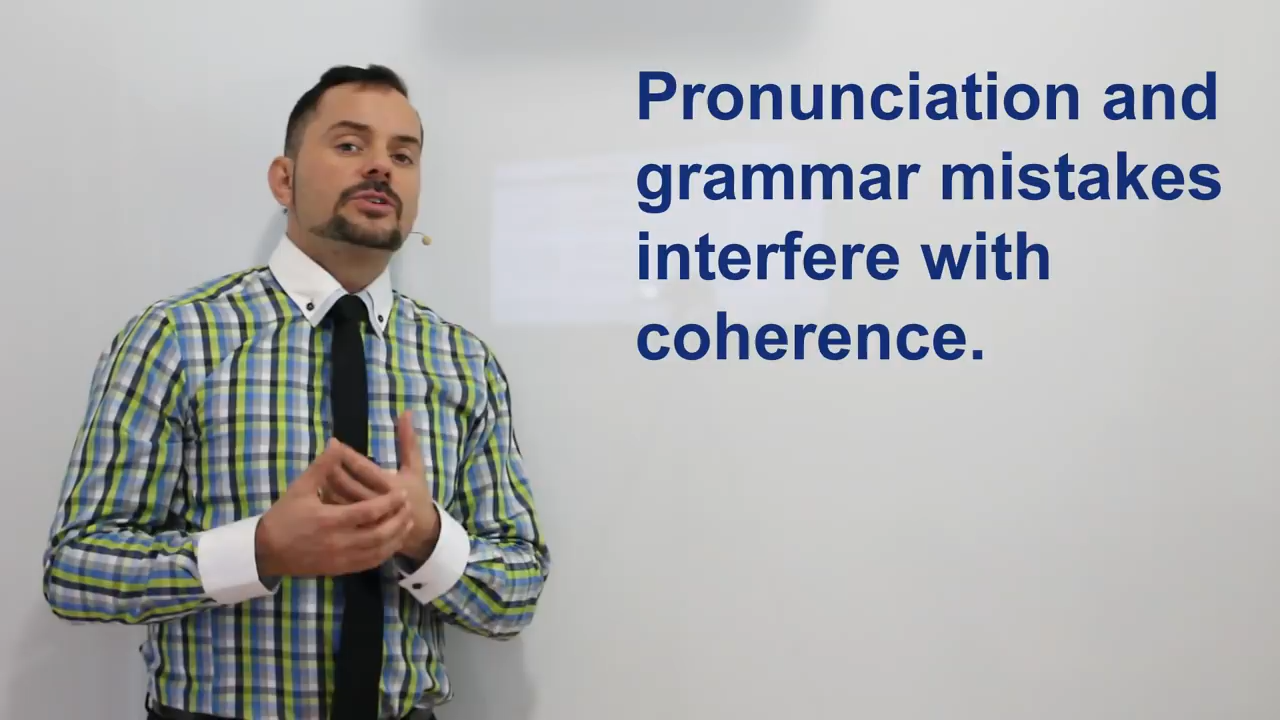 Pronunciation and
grammar mistakes
interfere with
coherence.